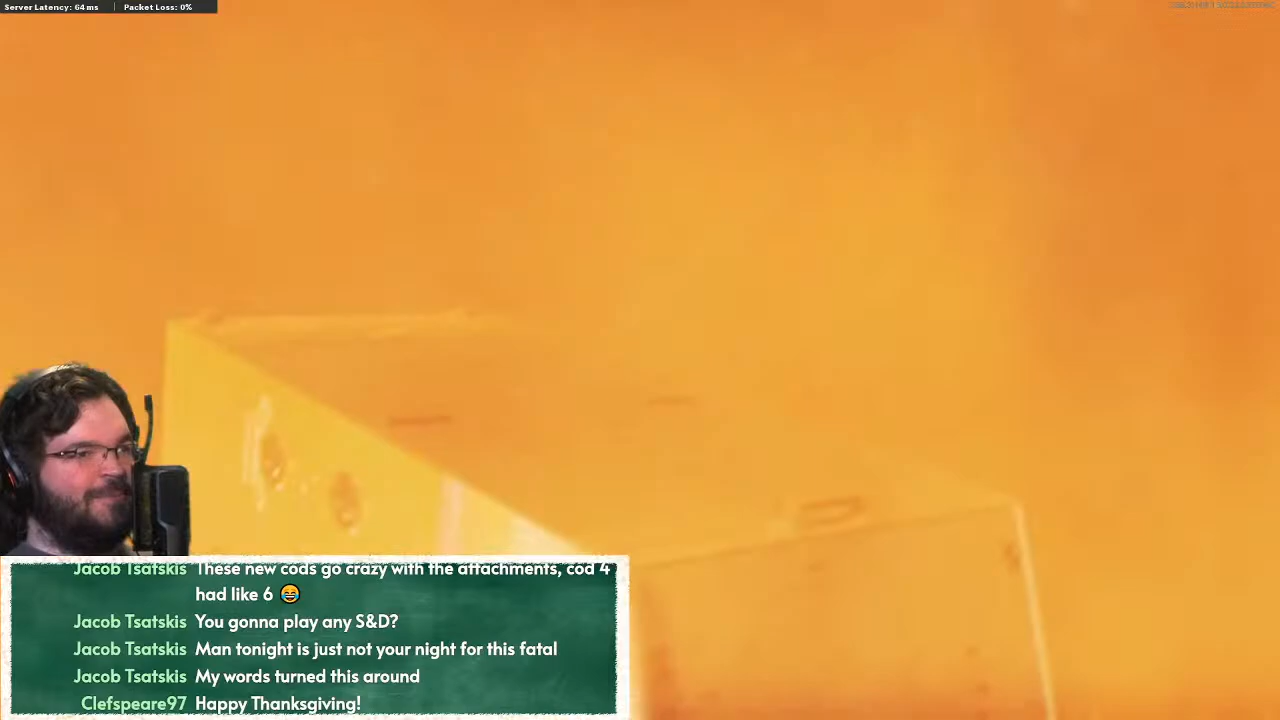 Server Latency: 64 ms | Packet Loss: 0%
Jacob Tsatskis These new cods go crazy with the attachments, cod 4
had like 6 😂
Jacob Tsatskis You gonna play any S&D?
Jacob Tsatskis Man tonight is just not your night for this fatal
Jacob Tsatskis My words turned this around
Clefspeare97 Happy Thanksgiving!